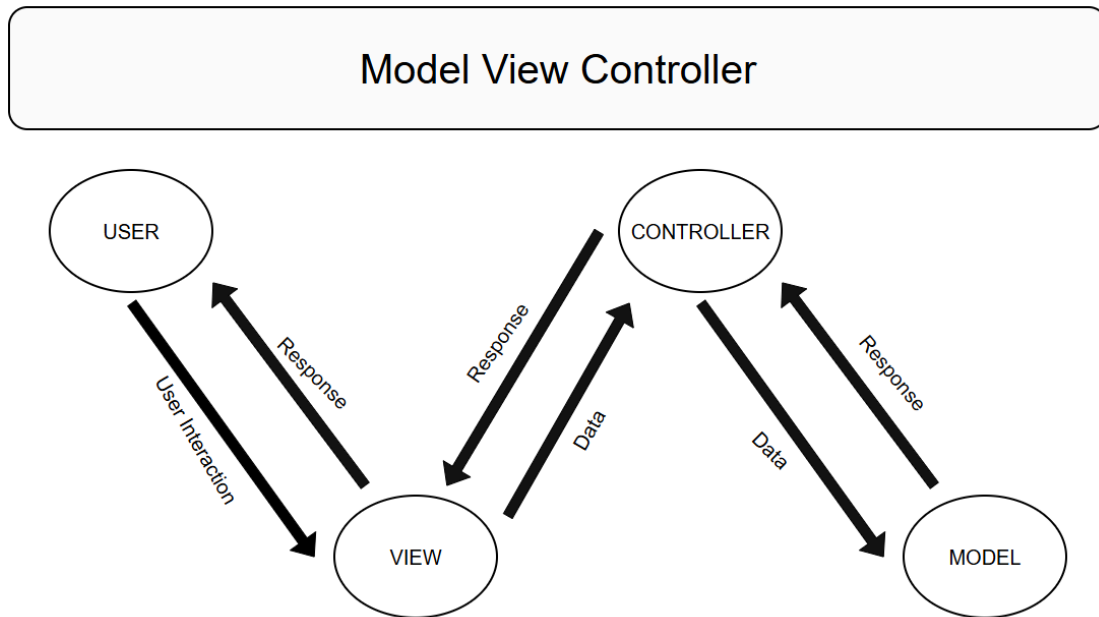 Model View Controller
USER
CONTROLLER
Response
User Interaction
Response
Data
Data
Response
VIEW
MODEL